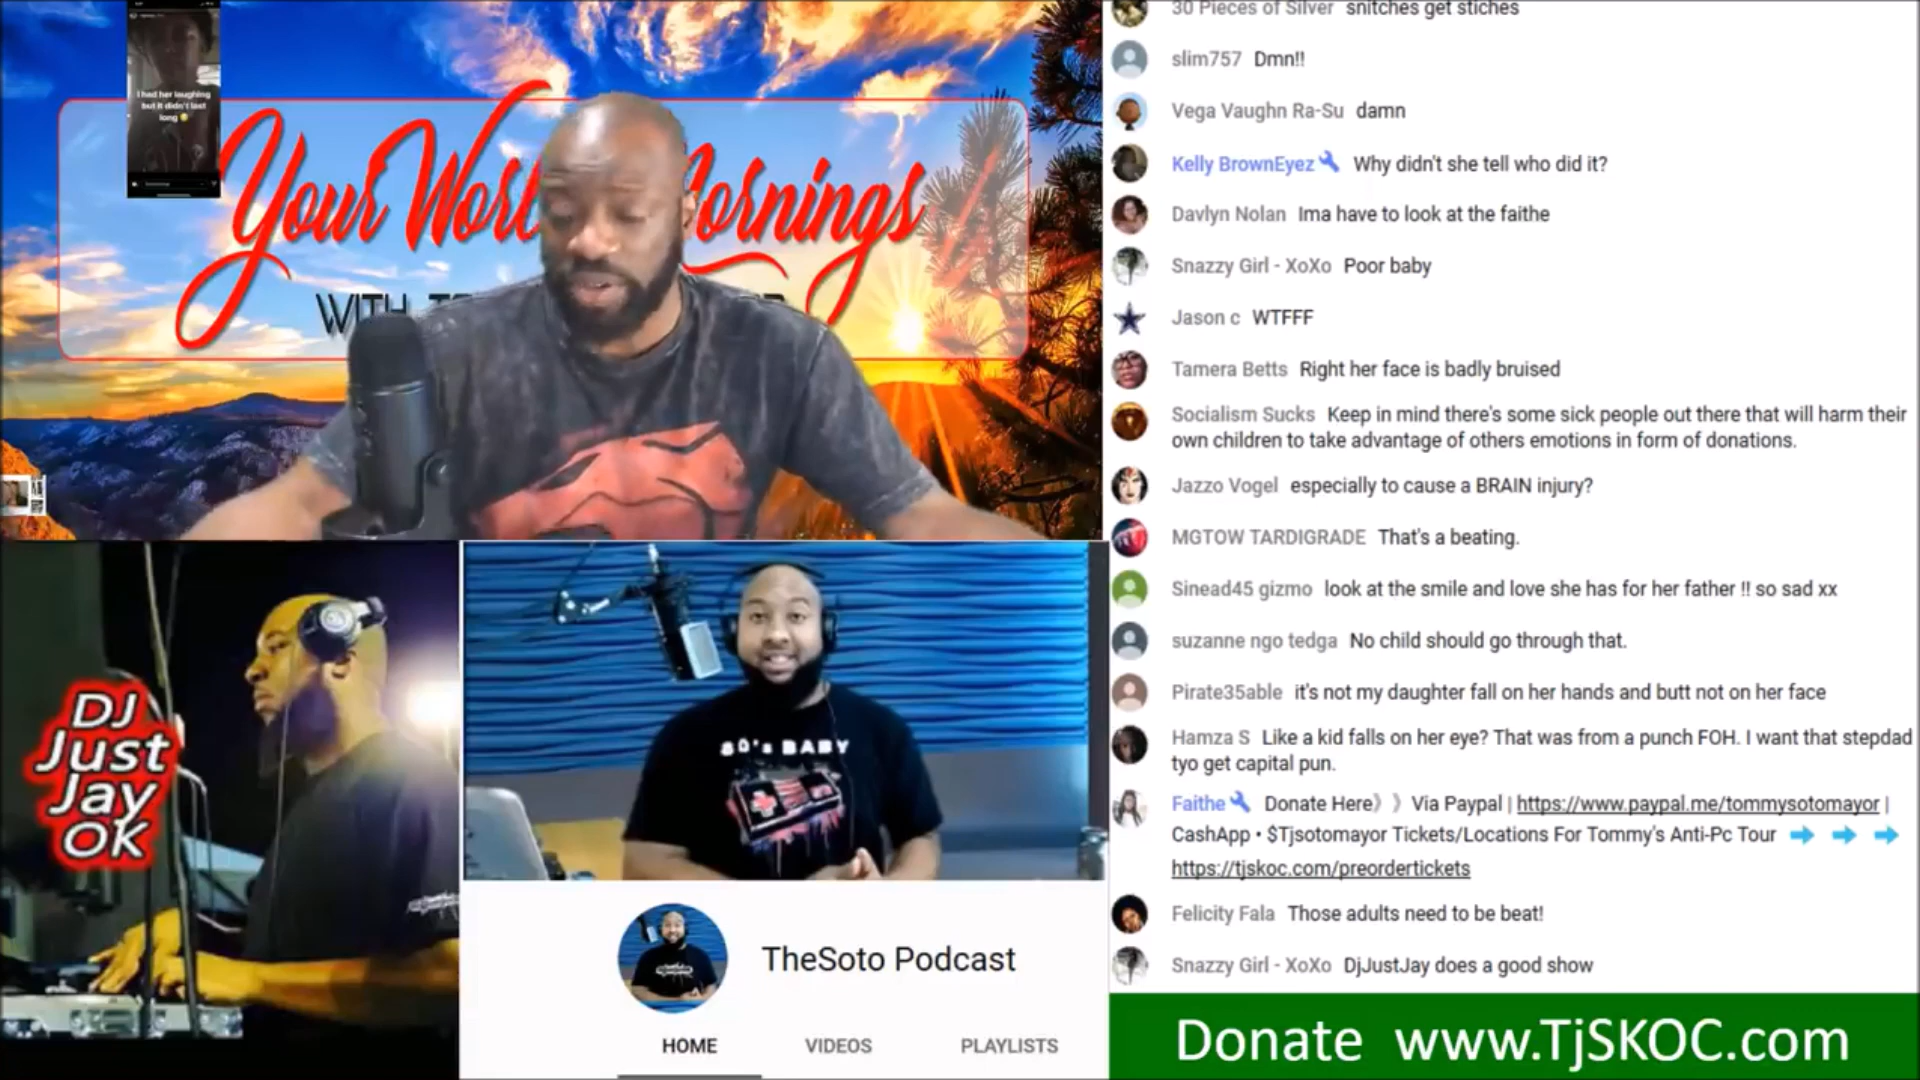 I had her laughing
but it didn't last
long
Your Worl
ornings
WITH
DJ
Just
Jay
OK
80's BABY
TheSoto Podcast
HOME VIDEOS PLAYLISTS
30 Pieces of Silver snitches get stiches
slim757 Dmn!!
Vega Vaughn Ra-Su damn
Kelly BrownEyez Why didn't she tell who did it?
Davlyn Nolan Ima have to look at the faithe
Snazzy Girl - XoXo Poor baby
Jason c WTFFF
Tamera Betts Right her face is badly bruised
Socialism Sucks Keep in mind there's some sick people out there that will harm their
own children to take advantage of others emotions in form of donations.
Jazzo Vogel especially to cause a BRAIN injury?
MGTOW TARDIGRADE That's a beating.
Sinead45 gizmo look at the smile and love she has for her father !! so sad xx
suzanne ngo tedga No child should go through that.
Pirate35able it's not my daughter fall on her hands and butt not on her face
Hamza S Like a kid falls on her eye? That was from a punch FOH. I want that stepdad
tyo get capital pun.
Faithe Donate Here》 》 Via Paypal | https://www.paypal.me/tommysotomayor |
CashApp • $Tjsotomayor Tickets/Locations For Tommy's Anti-Pc Tour ➡ ➡ ➡
https://tjskoc.com/preordertickets
Felicity Fala Those adults need to be beat!
Snazzy Girl - XoXo DjJustJay does a good show
Donate www.TjSKOC.com